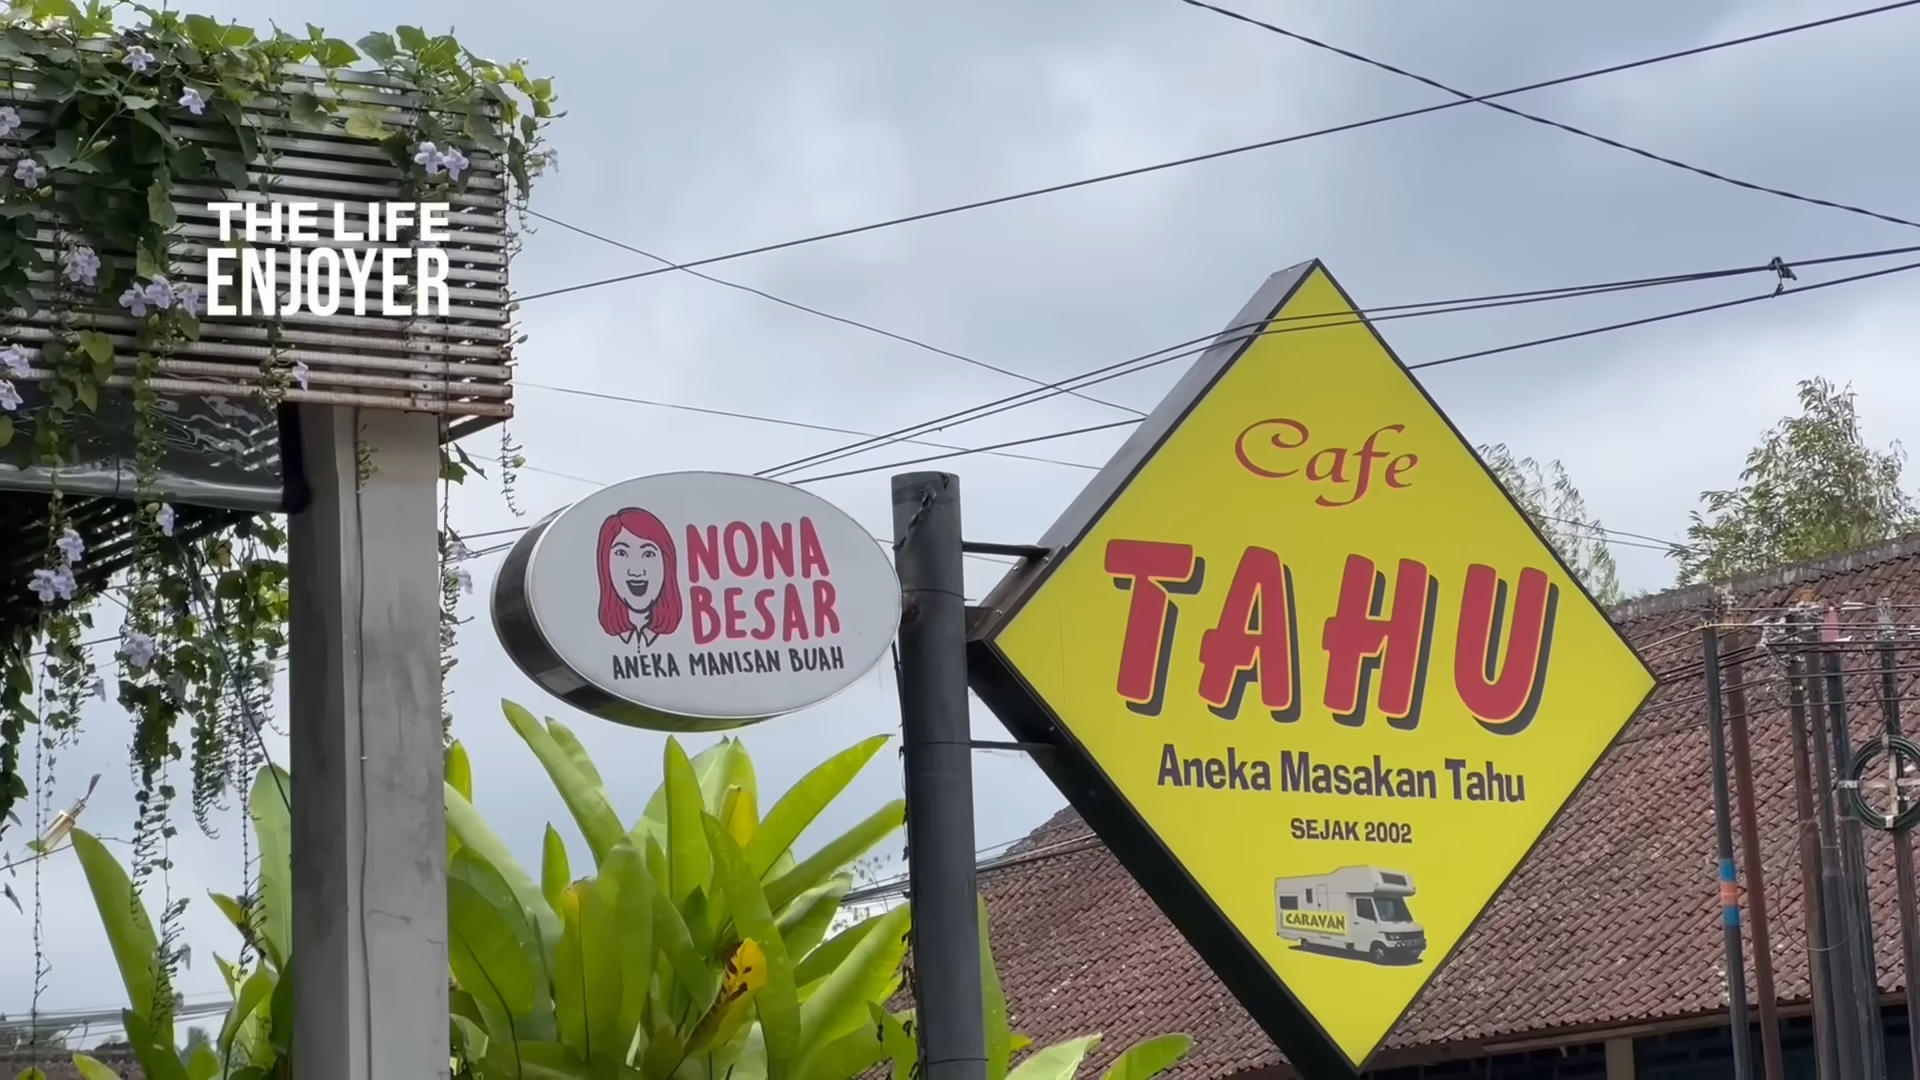 THE LIFE
ENJOYER
NONA
BESAR
ANEKA MANISAN BUAH
Cafe
TAHU
Aneka Masakan Tahu
SEJAK 2002
CARAVAN